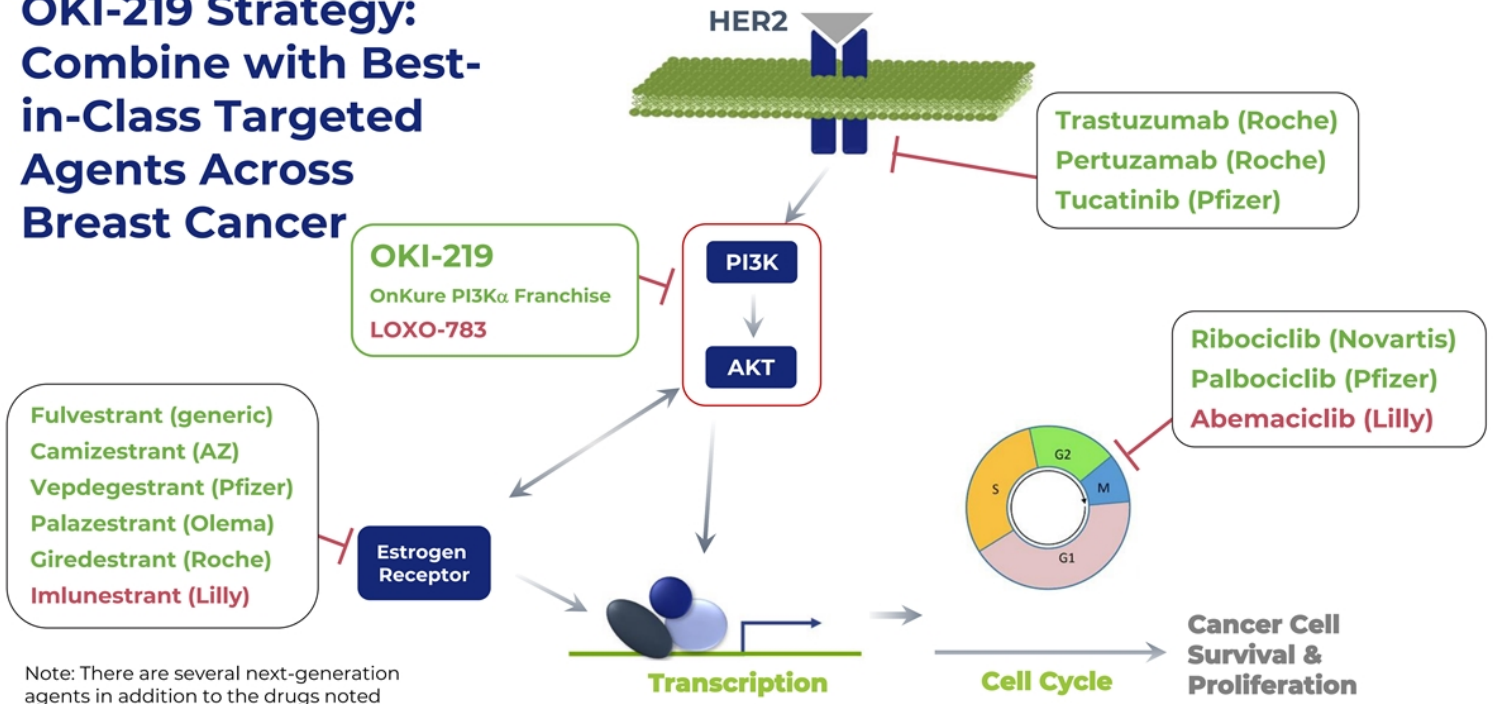 OKI-219 Strategy:
Combine with Best-
in-Class Targeted
Agents Across
Breast Cancer
HER2
Trastuzumab (Roche)
Pertuzamab (Roche)
Tucatinib (Pfizer)
OKI-219
OnKure PI3Kα Franchise
LOXO-783
PI3K
AKT
Ribociclib (Novartis)
Palbociclib (Pfizer)
Abemaciclib (Lilly)
Fulvestrant (generic)
Camizestrant (AZ)
Vepdegestrant (Pfizer)
Palazestrant (Olema)
Giredestrant (Roche)
Imlunestrant (Lilly)
Estrogen
Receptor
G2
S
M
G1
Transcription
Cell Cycle
Cancer Cell
Survival &
Proliferation
Note: There are several next-generation
agents in addition to the drugs noted